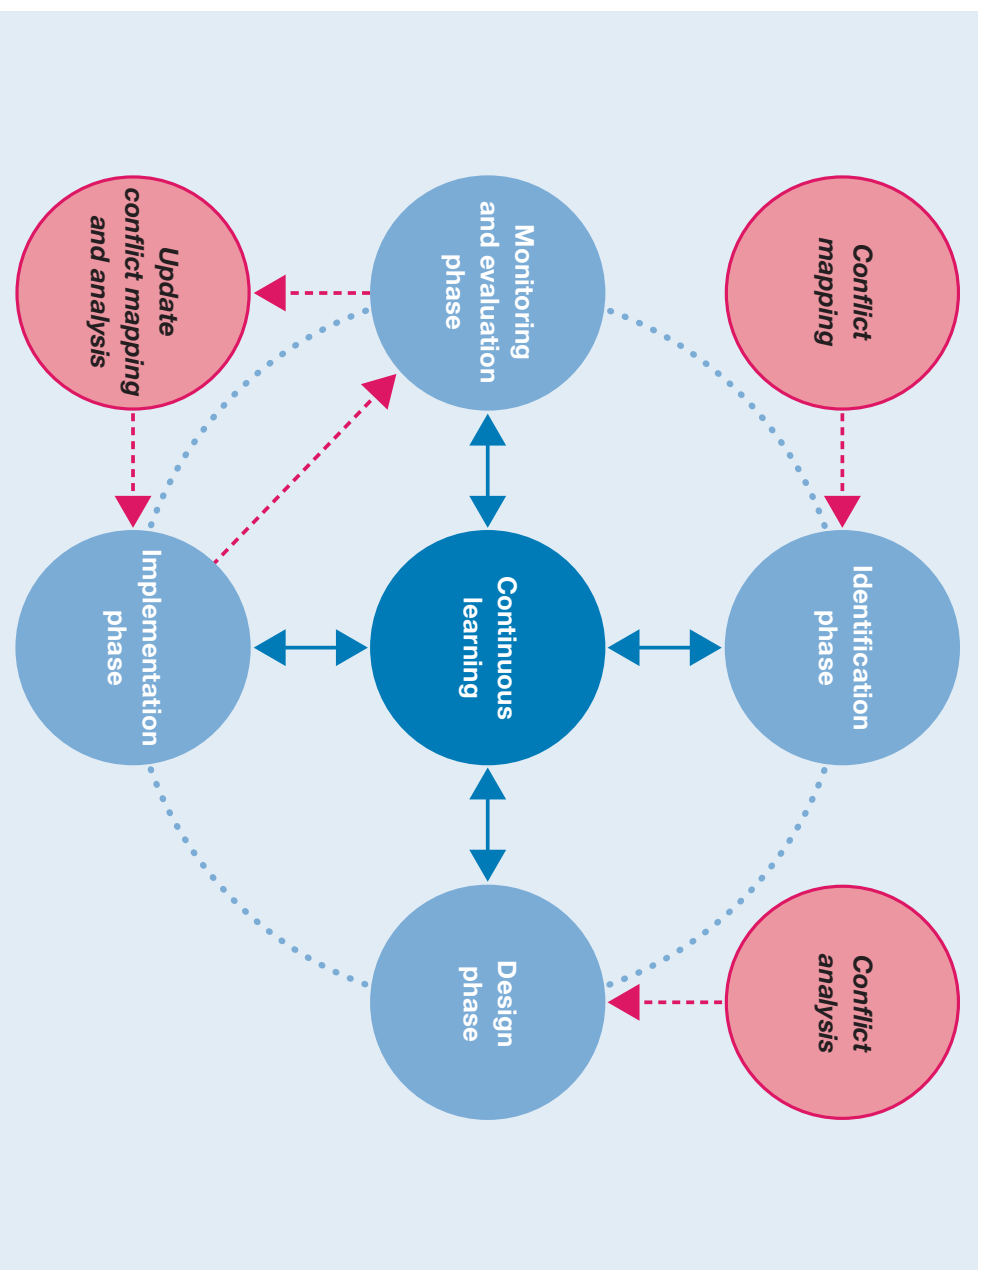 Conflict
mapping
Identification
phase
Conflict
analysis
Monitoring
and evaluation
phase
Continuous
learning
Design
phase
Update
conflict mapping
and analysis
Implementation
phase